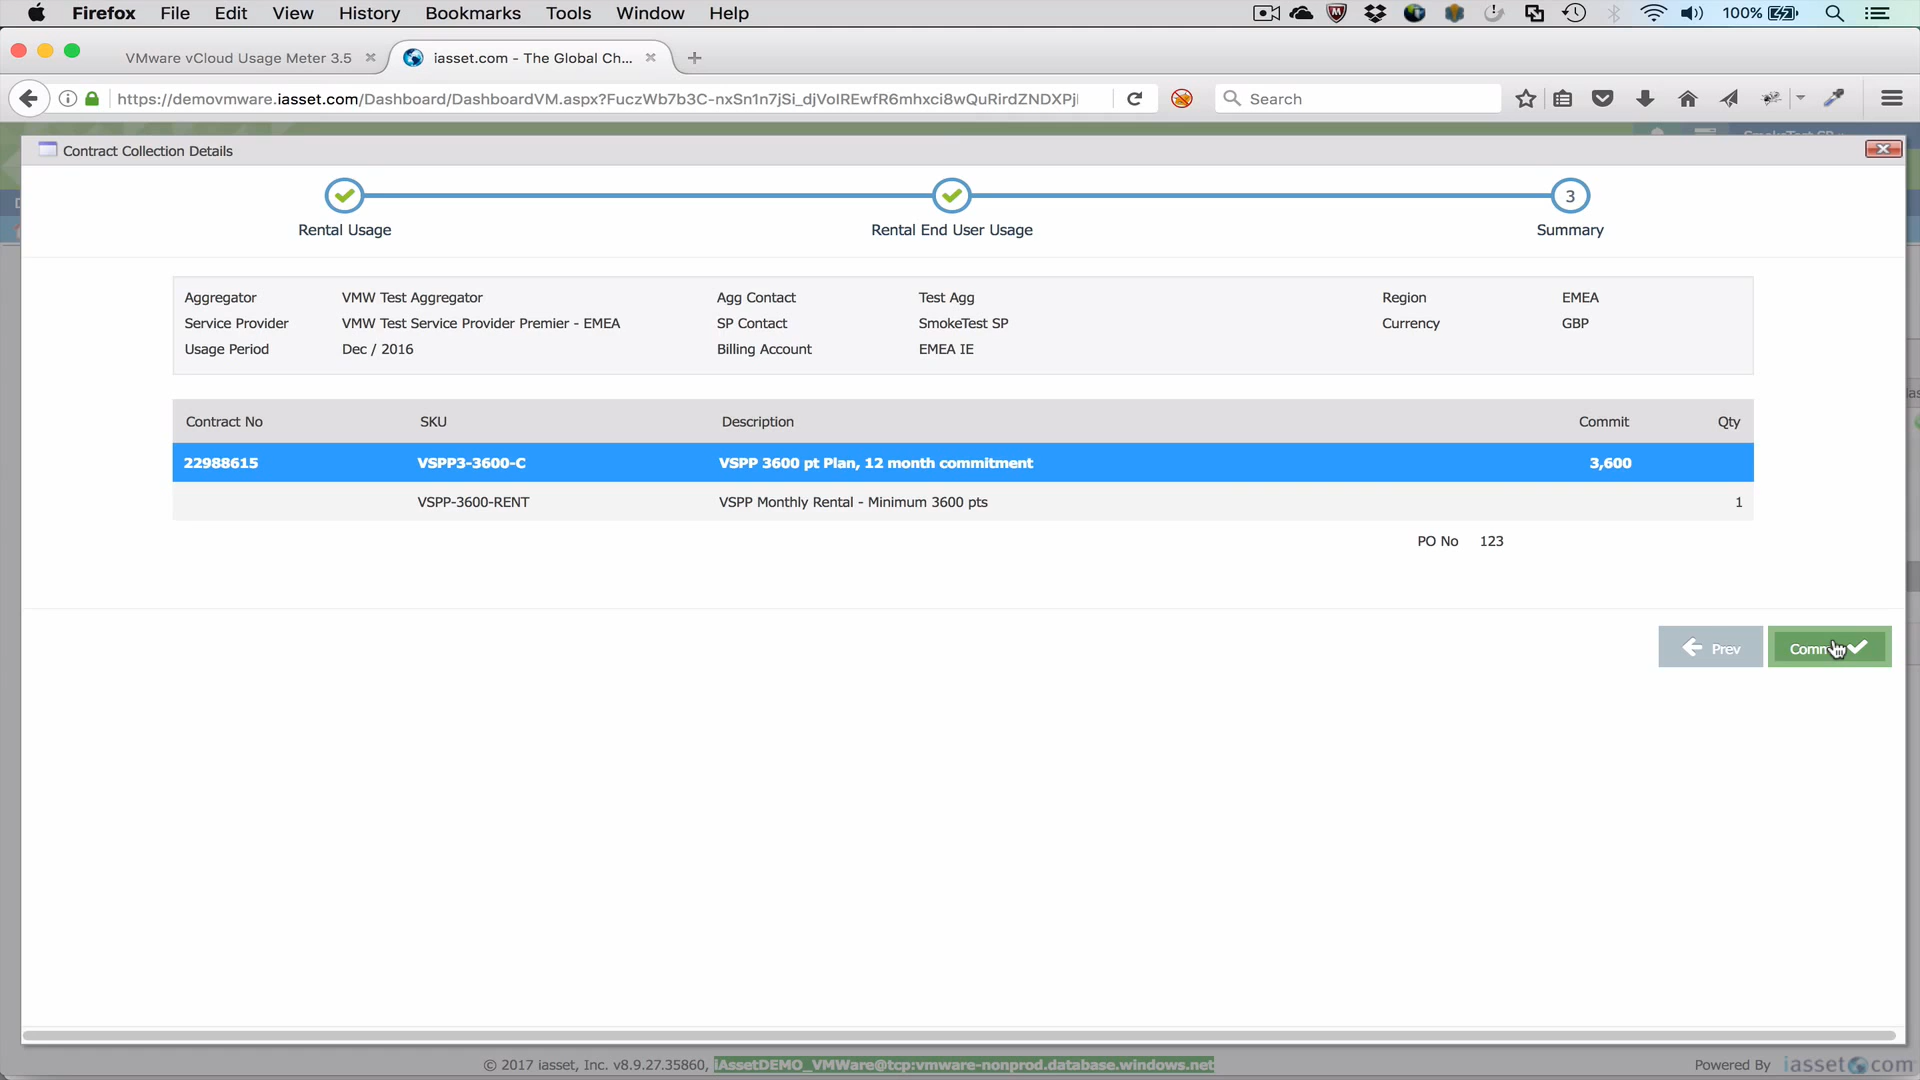 Firefox File Edit View History Bookmarks Tools Window Help 100%
VMware vCloud Usage Meter 3.5 iasset.com - The Global Ch...
https://demovmware.iasset.com/Dashboard/DashboardVM.aspx?FuczWb7b3C-nxSn1n7jSi_djVoIREwfR6mhxci8wQuRirdZNDXPj Search
Contract Collection Details
3
Rental Usage Rental End User Usage Summary
Aggregator VMW Test Aggregator Agg Contact Test Agg Region EMEA
Service Provider VMW Test Service Provider Premier - EMEA SP Contact SmokeTest SP Currency GBP
Usage Period Dec / 2016 Billing Account EMEA IE
Contract No SKU Description Commit Qty
22988615 VSPP3-3600-C VSPP 3600 pt Plan, 12 month commitment 3,600
VSPP-3600-RENT VSPP Monthly Rental - Minimum 3600 pts 1
PO No 123
Prev
© 2017 iasset, Inc. v8.9.27.35860, iAssetDEMO_VMWare@tcp:vmware-nonprod.database.windows.net Powered By iasset.com